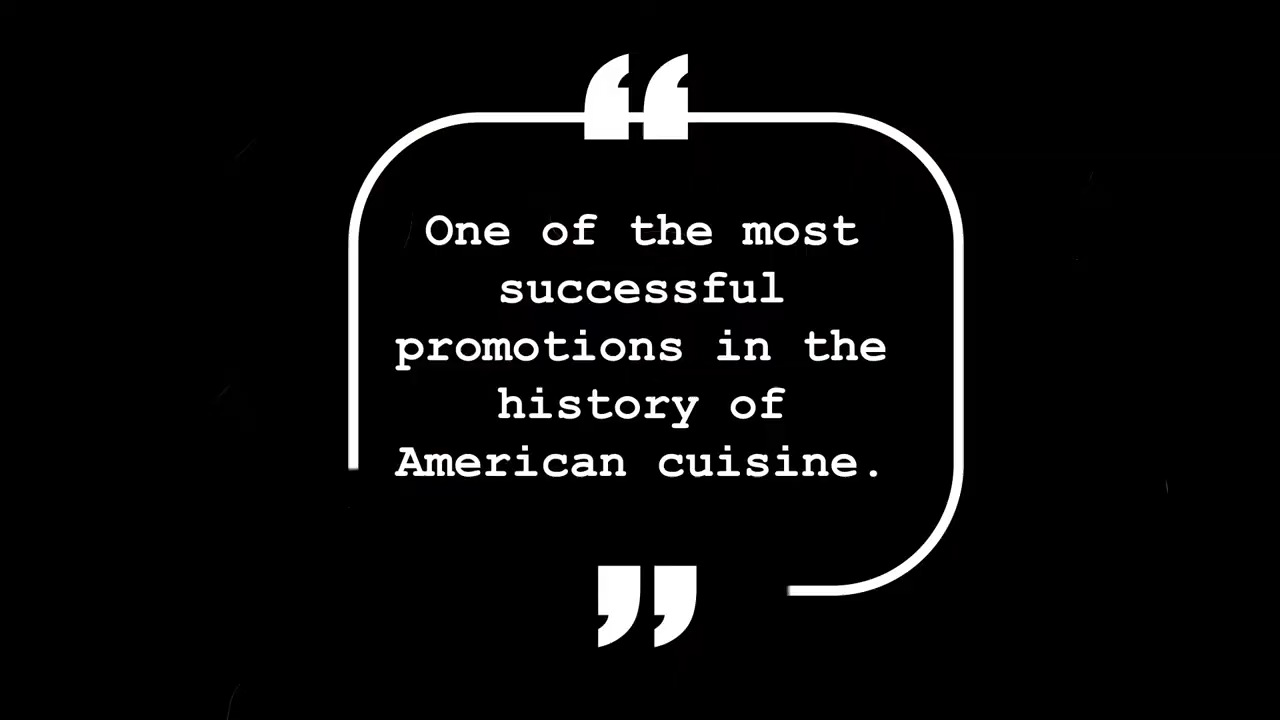 One of the most
successful
promotions in the
history of
American cuisine.